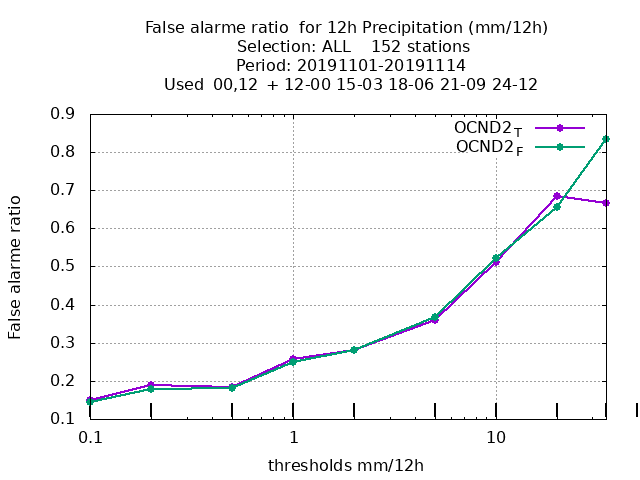 False alarme ratio  for 12h Precipitation (mm/12h)
Selection: ALL    152 stations
Period: 20191101-20191114
Used  00,12  + 12-00 15-03 18-06 21-09 24-12
0.9
0.8
0.7
0.6
0.5
0.4
0.3
0.2
0.1
False alarme ratio
OCND2T
OCND2F
0.1 1 10
thresholds mm/12h